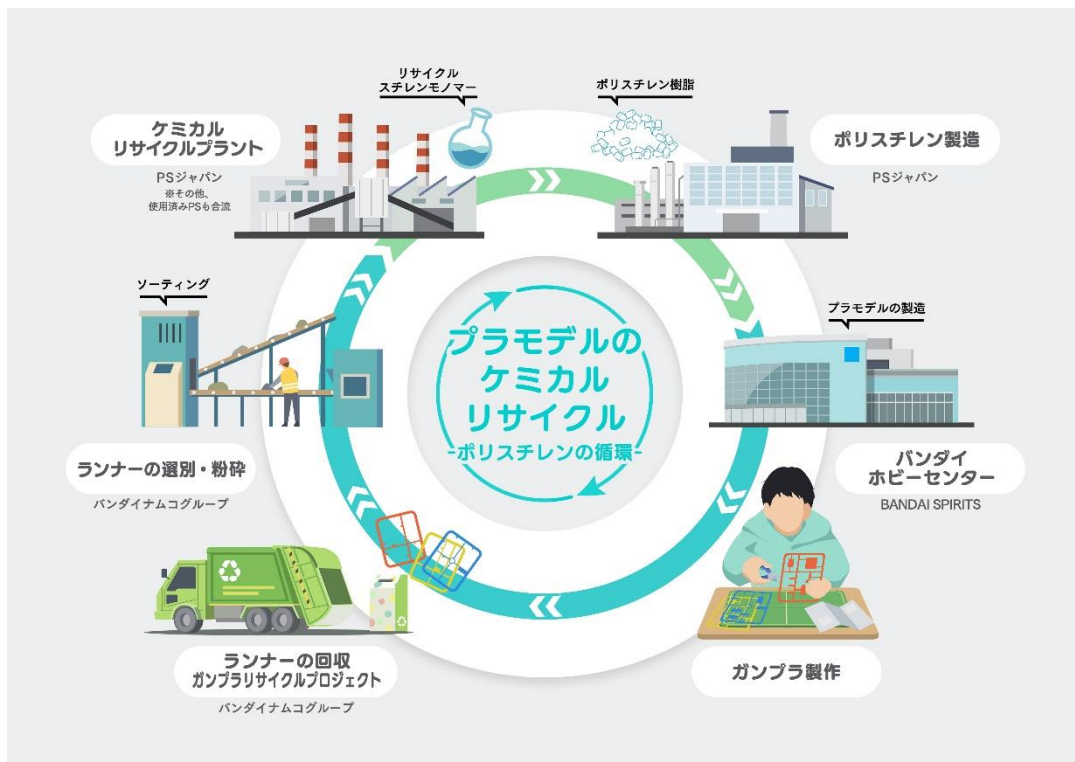 リサイクル
スチレンモノマー
ポリスチレン樹脂
ケミカル
リサイクルプラント
PSジャパン
※その他、
使用済みPSも合流
ポリスチレン製造
PSジャパン
ソーティング
プラモデルの製造
プラモデルの
ケミカル
リサイクル
-ポリスチレンの循環-
ランナーの選別・粉砕
バンダイナムコグループ
バンダイ
ホビーセンター
BANDAI SPIRITS
ランナーの回収
ガンプラリサイクルプロジェクト
バンダイナムコグループ
ガンプラ製作